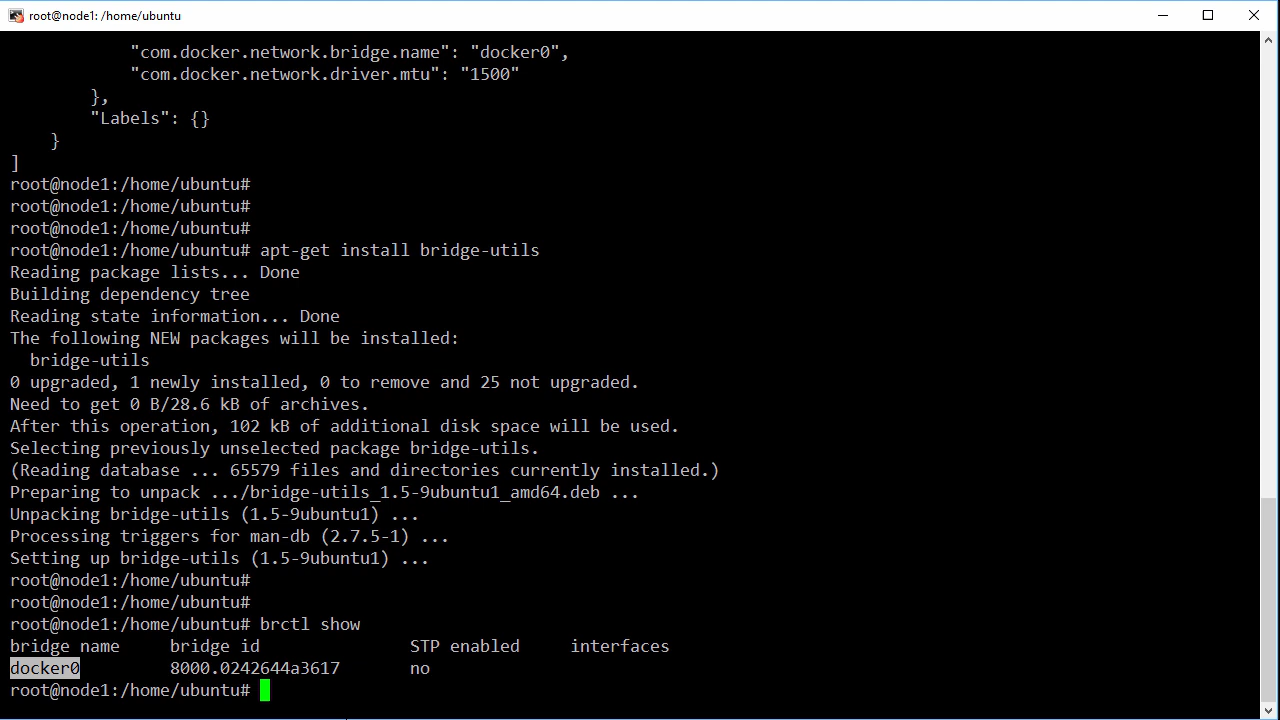 root@node1: /home/ubuntu
"com.docker.network.bridge.name": "docker0",
"com.docker.network.driver.mtu": "1500"
},
"Labels": {}
}
]
root@node1:/home/ubuntu#
root@node1:/home/ubuntu#
root@node1:/home/ubuntu#
root@node1:/home/ubuntu# apt-get install bridge-utils
Reading package lists... Done
Building dependency tree
Reading state information... Done
The following NEW packages will be installed:
bridge-utils
0 upgraded, 1 newly installed, 0 to remove and 25 not upgraded.
Need to get 0 B/28.6 kB of archives.
After this operation, 102 kB of additional disk space will be used.
Selecting previously unselected package bridge-utils.
(Reading database ... 65579 files and directories currently installed.)
Preparing to unpack .../bridge-utils_1.5-9ubuntu1_amd64.deb ...
Unpacking bridge-utils (1.5-9ubuntu1) ...
Processing triggers for man-db (2.7.5-1) ...
Setting up bridge-utils (1.5-9ubuntu1) ...
root@node1:/home/ubuntu#
root@node1:/home/ubuntu#
root@node1:/home/ubuntu# brctl show
bridge name bridge id STP enabled interfaces
docker0 8000.0242644a3617 no
root@node1:/home/ubuntu#